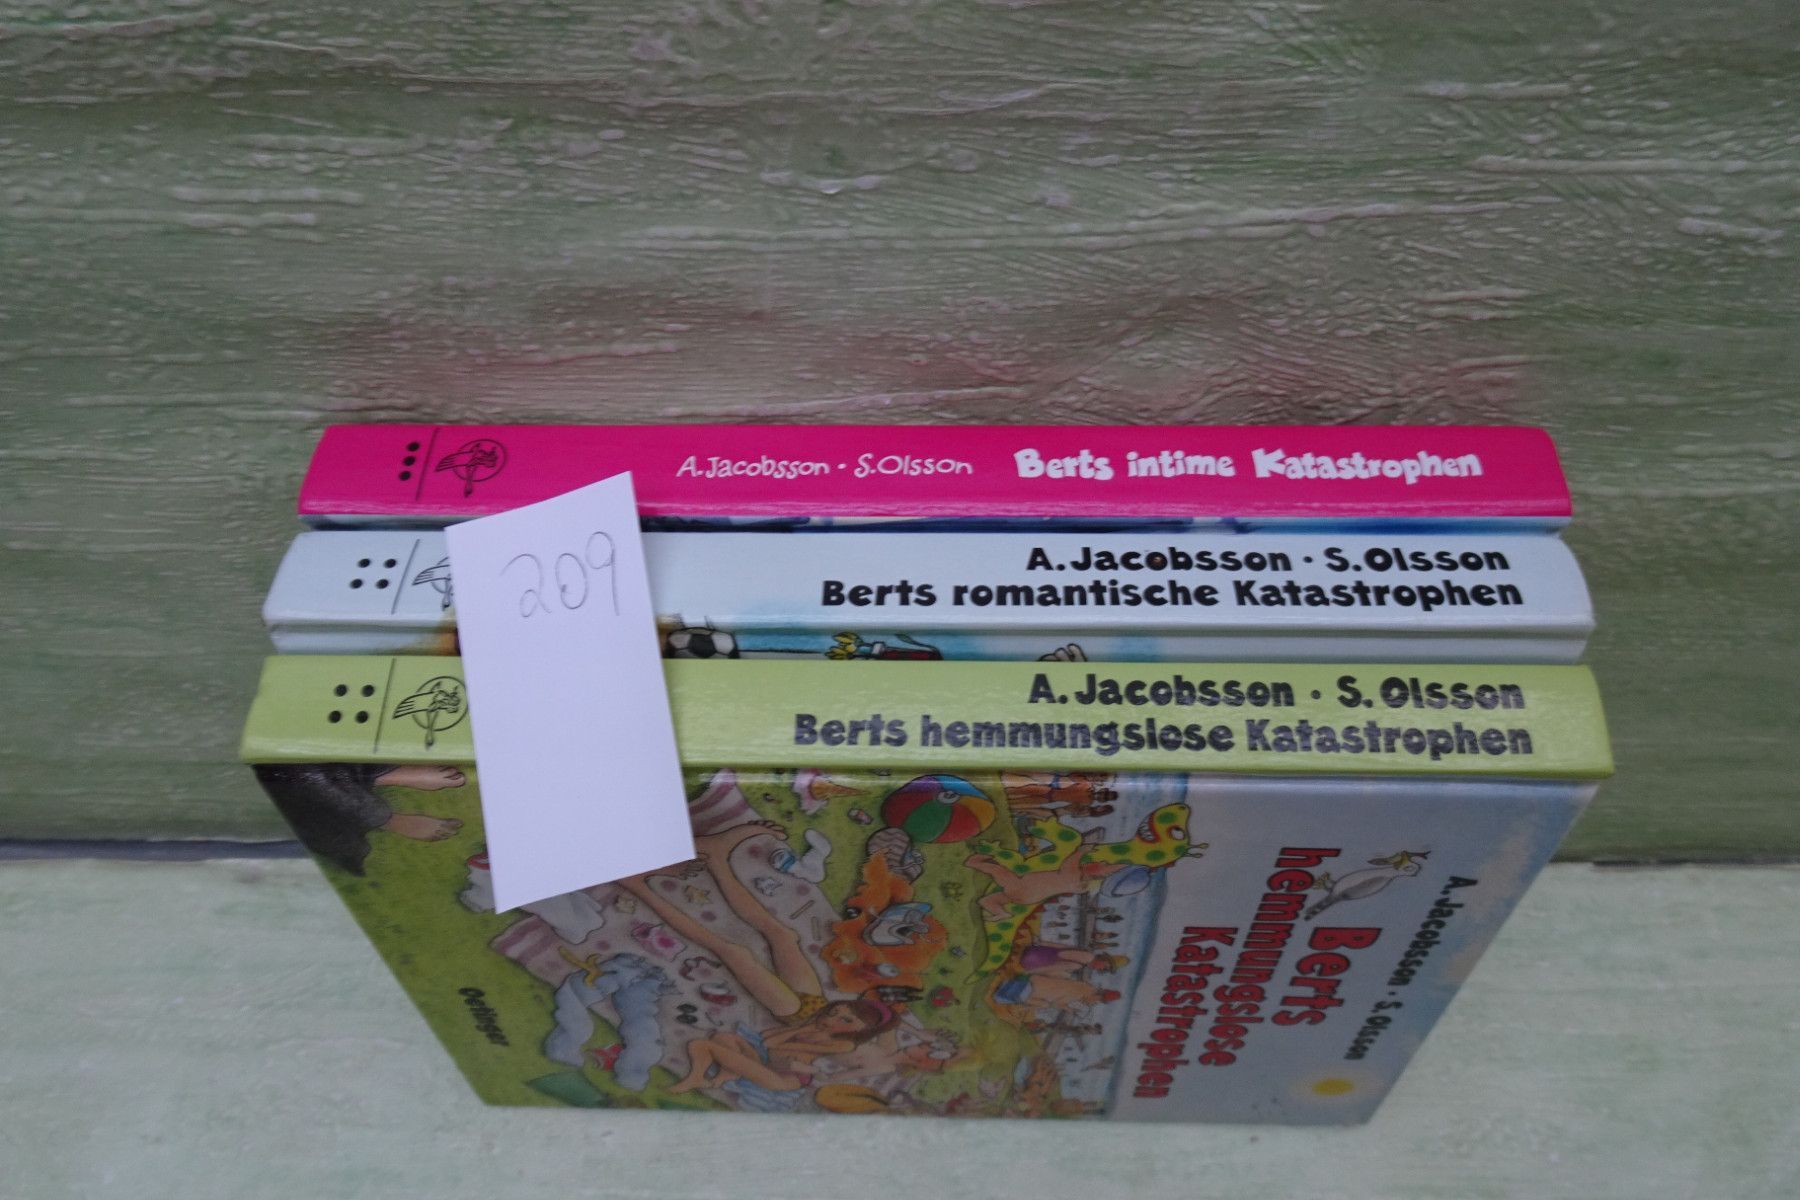 A. Jacobsson · S. Olsson Berts intime Katastrophen
209
A. Jacobsson · S. Olsson
Berts romantische Katastrophen
A. Jacobsson · S. Olsson
Berts hemmungslose Katastrophen
A. Jacobsson · S. Olsson
Berts
hemmungslose
Katastrophen
Oetinger